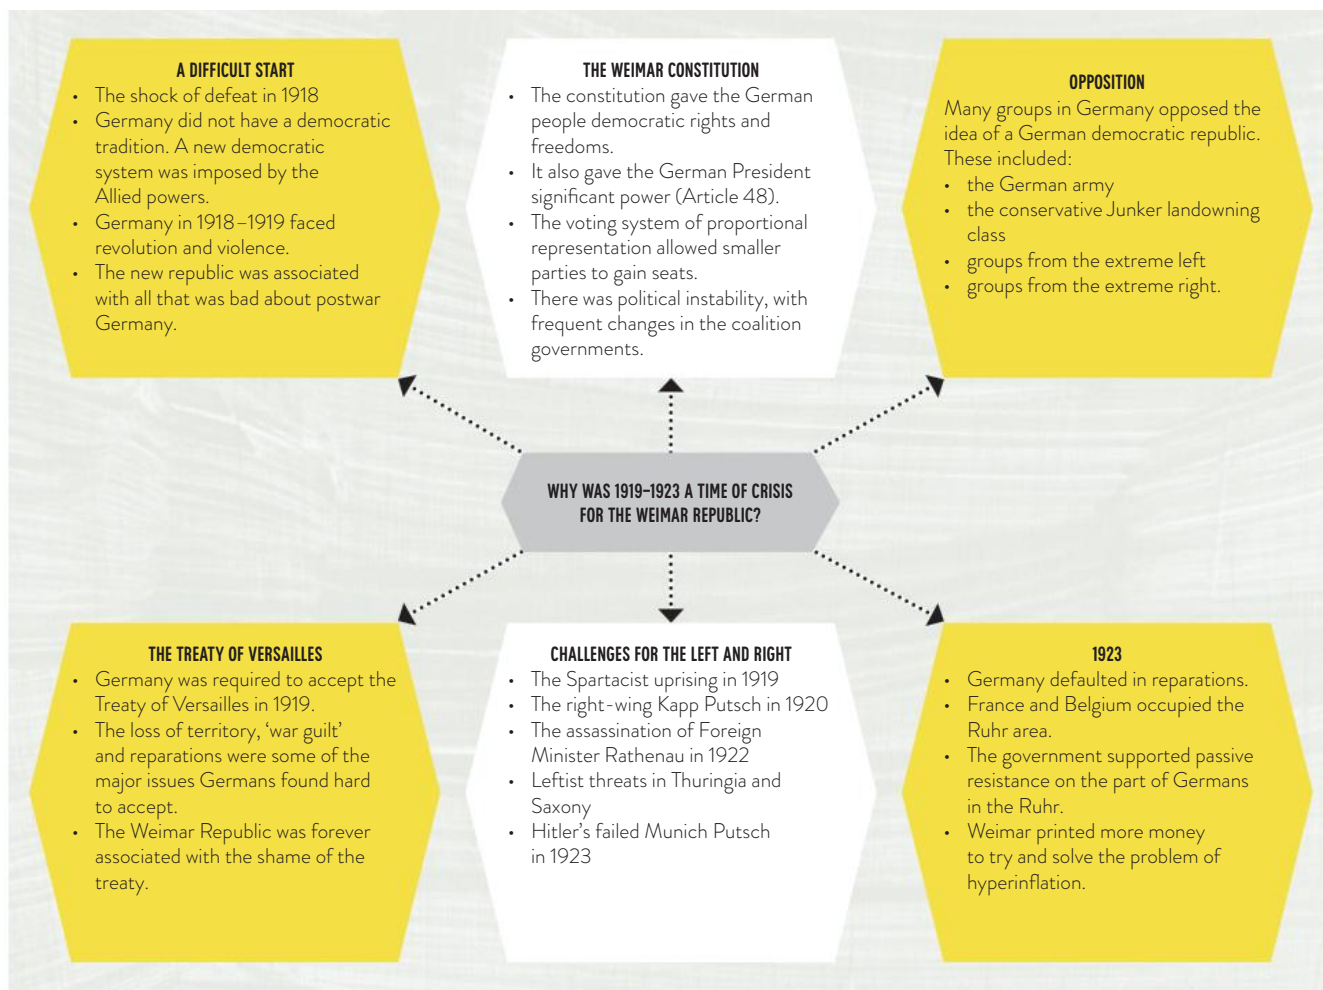 A DIFFICULT START
• The shock of defeat in 1918
• Germany did not have a democratic
tradition. A new democratic
system was imposed by the
Allied powers.
• Germany in 1918–1919 faced
revolution and violence.
• The new republic was associated
with all that was bad about postwar
Germany.
THE WEIMAR CONSTITUTION
• The constitution gave the German
people democratic rights and
freedoms.
• It also gave the German President
significant power (Article 48).
• The voting system of proportional
representation allowed smaller
parties to gain seats.
• There was political instability, with
frequent changes in the coalition
governments.
OPPOSITION
Many groups in Germany opposed the
idea of a German democratic republic.
These included:
• the German army
• the conservative Junker landowning
class
• groups from the extreme left
• groups from the extreme right.
WHY WAS 1919–1923 A TIME OF CRISIS
FOR THE WEIMAR REPUBLIC?
THE TREATY OF VERSAILLES
• Germany was required to accept the
Treaty of Versailles in 1919.
• The loss of territory, ‘war guilt’
and reparations were some of the
major issues Germans found hard
to accept.
• The Weimar Republic was forever
associated with the shame of the
treaty.
CHALLENGES FOR THE LEFT AND RIGHT
• The Spartacist uprising in 1919
• The right-wing Kapp Putsch in 1920
• The assassination of Foreign
Minister Rathenau in 1922
• Leftist threats in Thuringia and
Saxony
• Hitler’s failed Munich Putsch
in 1923
1923
• Germany defaulted in reparations.
• France and Belgium occupied the
Ruhr area.
• The government supported passive
resistance on the part of Germans
in the Ruhr.
• Weimar printed more money
to try and solve the problem of
hyperinflation.